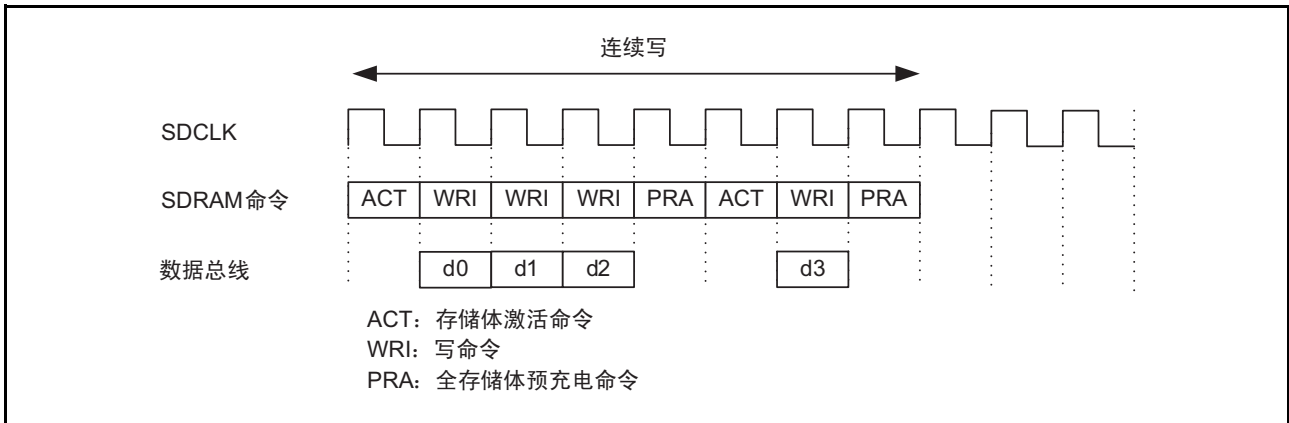 连续写
SDCLK
SDRAM命令 ACT WRI WRI WRI PRA ACT WRI PRA
数据总线 d0 d1 d2 d3
ACT：存储体激活命令
WRI：写命令
PRA：全存储体预充电命令